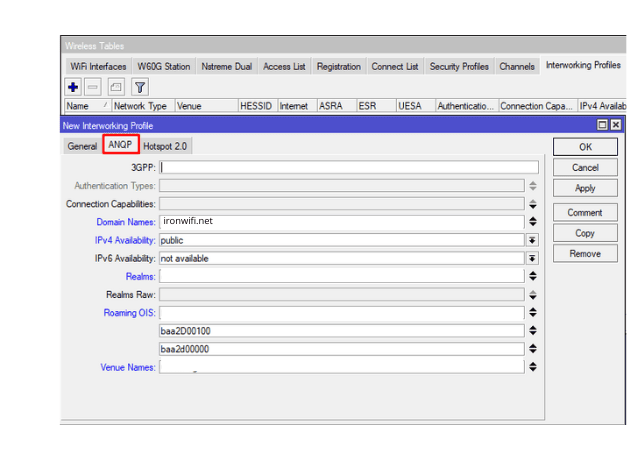 Wireless Tables
WiFi Interfaces W60G Station Nstreme Dual Access List Registration Connect List Security Profiles Channels Interworking Profiles
Name Network Type Venue HESSID Internet ASRA ESR UESA Authenticatio... Connection Capa... IPv4 Availab
New Interworking Profile
General ANQP Hotspot 2.0
OK
3GPP:
Cancel
Authentication Types:
Apply
Connection Capabilities:
Comment
Domain Names: ironwifi.net
Copy
IPv4 Availability: public
Remove
IPv6 Availability: not available
Realms:
Realms Raw:
Roaming OIS:
baa2D00100
baa2d00000
Venue Names: